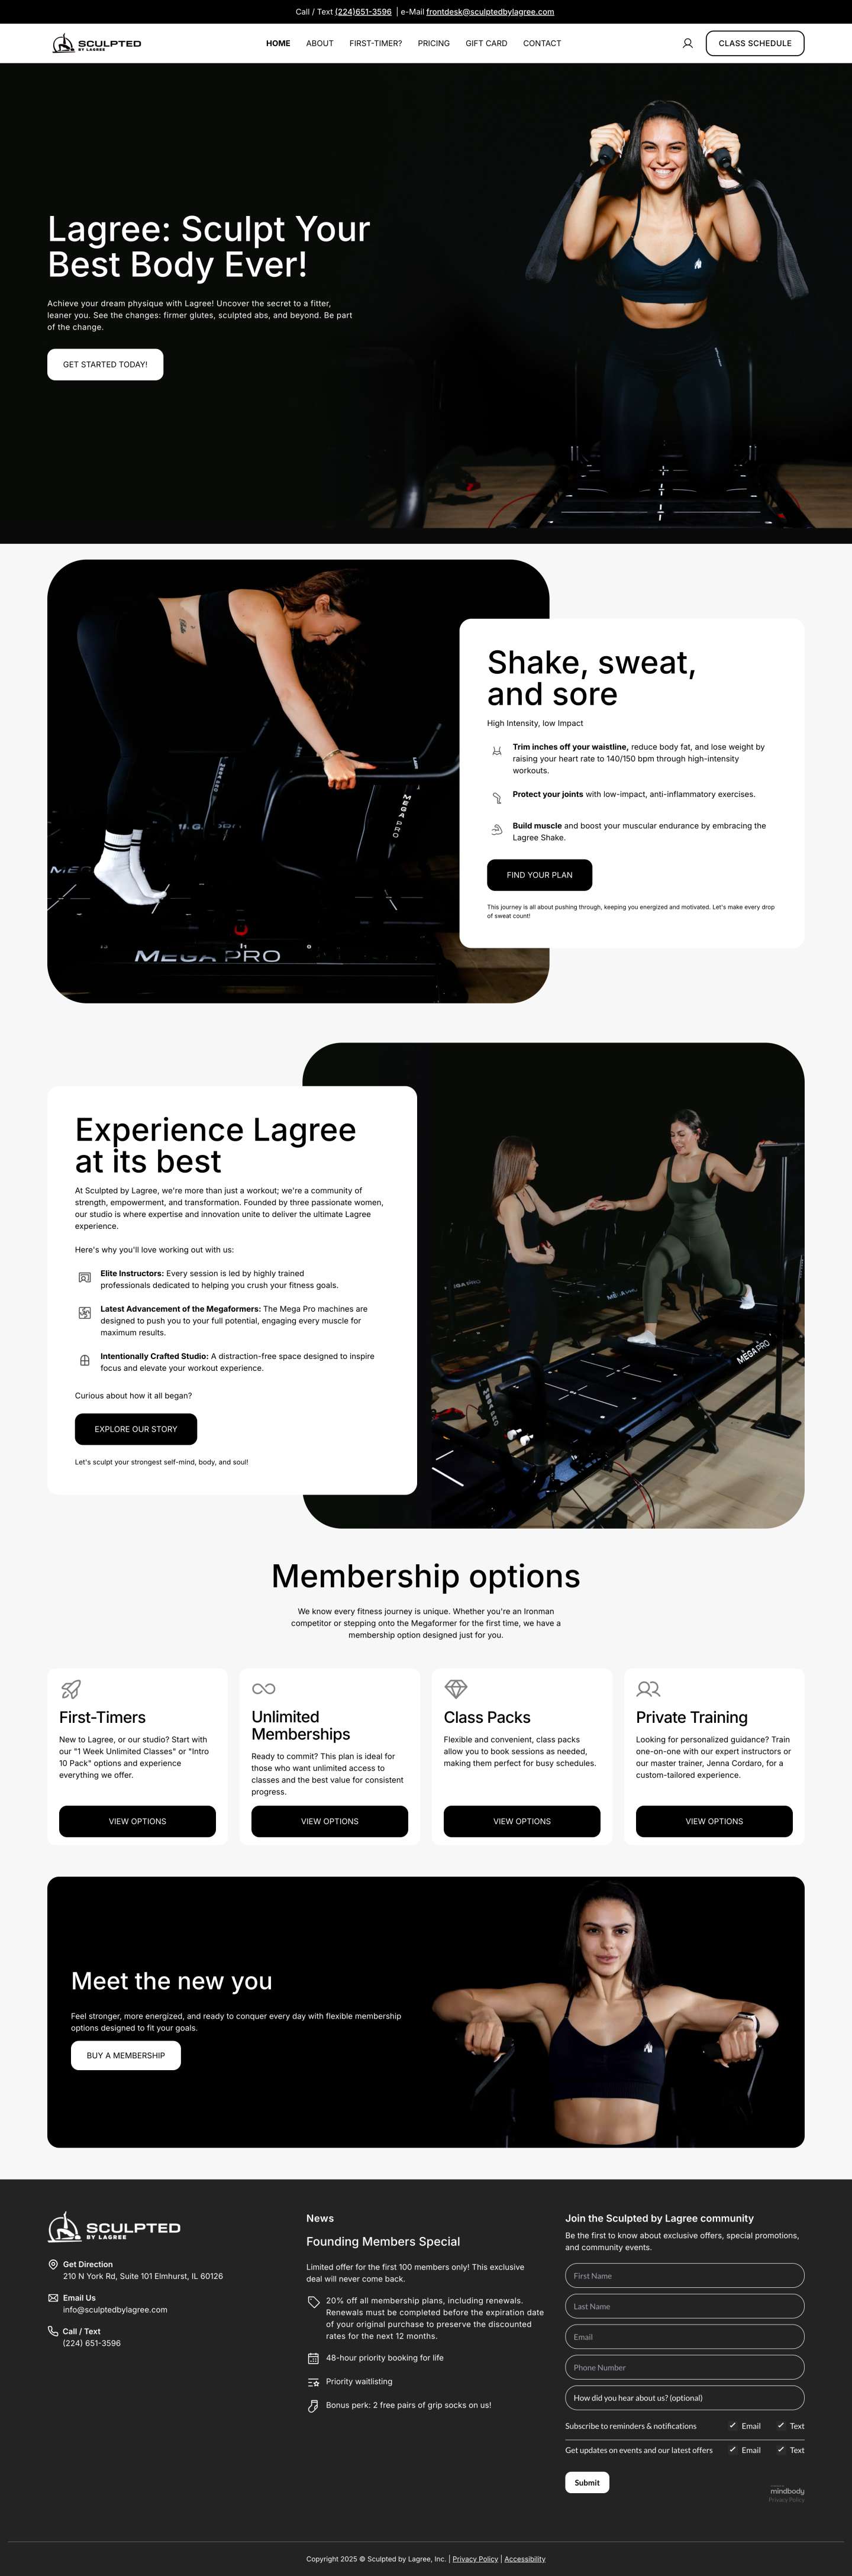 Call / Text (224)651-3596 | e-Mail frontdesk@sculptedbylagree.com
SCULPTED
BY LAGREE
HOME
ABOUT
FIRST-TIMER?
PRICING
GIFT CARD
CONTACT
CLASS SCHEDULE
Lagree: Sculpt Your
Best Body Ever!
Achieve your dream physique with Lagree! Uncover the secret to a fitter,
leaner you. See the changes: firmer glutes, sculpted abs, and beyond. Be part
of the change.
GET STARTED TODAY!
MEGA PRO
MEGA PRO
Shake, sweat,
and sore
High Intensity, low Impact
Trim inches off your waistline, reduce body fat, and lose weight by
raising your heart rate to 140/150 bpm through high-intensity
workouts.
Protect your joints with low-impact, anti-inflammatory exercises.
Build muscle and boost your muscular endurance by embracing the
Lagree Shake.
FIND YOUR PLAN
This journey is all about pushing through, keeping you energized and motivated. Let's make every drop
of sweat count!
Experience Lagree
at its best
At Sculpted by Lagree, we're more than just a workout; we're a community of
strength, empowerment, and transformation. Founded by three passionate women,
our studio is where expertise and innovation unite to deliver the ultimate Lagree
experience.
Here's why you'll love working out with us:
Elite Instructors: Every session is led by highly trained
professionals dedicated to helping you crush your fitness goals.
Latest Advancement of the Megaformers: The Mega Pro machines are
designed to push you to your full potential, engaging every muscle for
maximum results.
Intentionally Crafted Studio: A distraction-free space designed to inspire
focus and elevate your workout experience.
Curious about how it all began?
EXPLORE OUR STORY
Let's sculpt your strongest self-mind, body, and soul!
MEGA PRO
MEGA PRO
Membership options
We know every fitness journey is unique. Whether you're an Ironman
competitor or stepping onto the Megaformer for the first time, we have a
membership option designed just for you.
First-Timers
New to Lagree, or our studio? Start with
our "1 Week Unlimited Classes" or "Intro
10 Pack" options and experience
everything we offer.
VIEW OPTIONS
Unlimited
Memberships
Ready to commit? This plan is ideal for
those who want unlimited access to
classes and the best value for consistent
progress.
VIEW OPTIONS
Class Packs
Flexible and convenient, class packs
allow you to book sessions as needed,
making them perfect for busy schedules.
VIEW OPTIONS
Private Training
Looking for personalized guidance? Train
one-on-one with our expert instructors or
our master trainer, Jenna Cordaro, for a
custom-tailored experience.
VIEW OPTIONS
Meet the new you
Feel stronger, more energized, and ready to conquer every day with flexible membership
options designed to fit your goals.
BUY A MEMBERSHIP
SCULPTED
BY LAGREE
Get Direction
210 N York Rd, Suite 101 Elmhurst, IL 60126
Email Us
info@sculptedbylagree.com
Call / Text
(224) 651-3596
News
Founding Members Special
Limited offer for the first 100 members only! This exclusive
deal will never come back.
20% off all membership plans, including renewals.
Renewals must be completed before the expiration date
of your original purchase to preserve the discounted
rates for the next 12 months.
48-hour priority booking for life
Priority waitlisting
Bonus perk: 2 free pairs of grip socks on us!
Join the Sculpted by Lagree community
Be the first to know about exclusive offers, special promotions,
and community events.
First Name
Last Name
Email
Phone Number
How did you hear about us? (optional)
Subscribe to reminders & notifications
Email
Text
Get updates on events and our latest offers
Email
Text
Submit
mindbody
Privacy Policy
Copyright 2025 © Sculpted by Lagree, Inc. | Privacy Policy | Accessibility